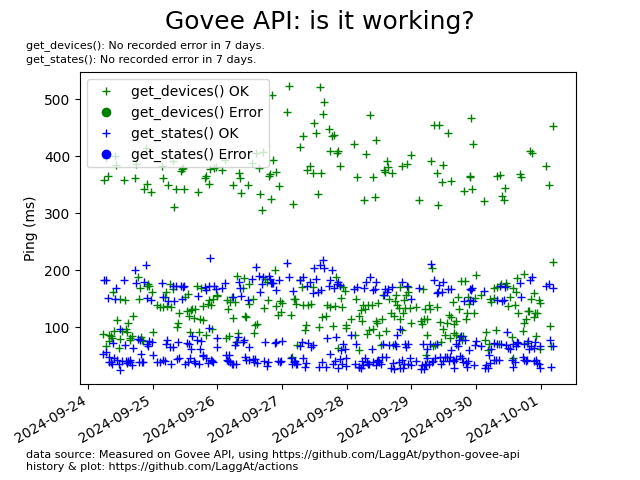 Govee API: is it working?
get_devices(): No recorded error in 7 days.
get_states(): No recorded error in 7 days.
get_devices() OK
get_devices() Error
get_states() OK
get_states() Error
Ping (ms)
500
400
300
200
100
2024-09-24
2024-09-25
2024-09-26
2024-09-27
2024-09-28
2024-09-29
2024-09-30
2024-10-01
data source: Measured on Govee API, using https://github.com/LaggAt/python-govee-api
history & plot: https://github.com/LaggAt/actions